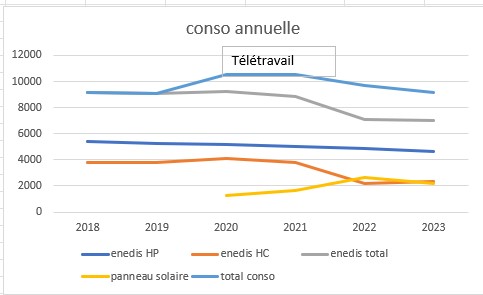 conso annuelle
Télétravail
12000
10000
8000
6000
4000
2000
0
2018 2019 2020 2021 2022 2023
enedis HP enedis HC enedis total
panneau solaire total conso